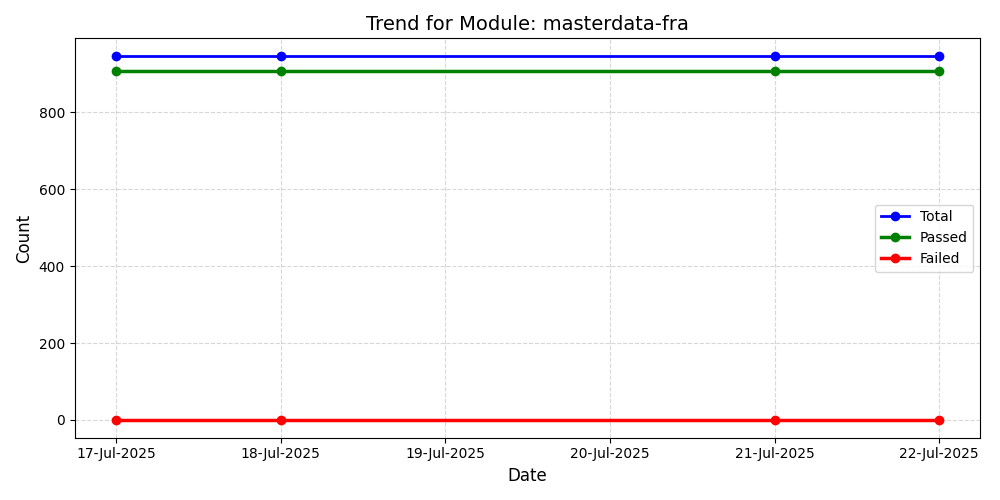 Trend for Module: masterdata-fra
Count
800
600
400
200
0
Total
Passed
Failed
17-Jul-2025 18-Jul-2025 19-Jul-2025 20-Jul-2025 21-Jul-2025 22-Jul-2025
Date